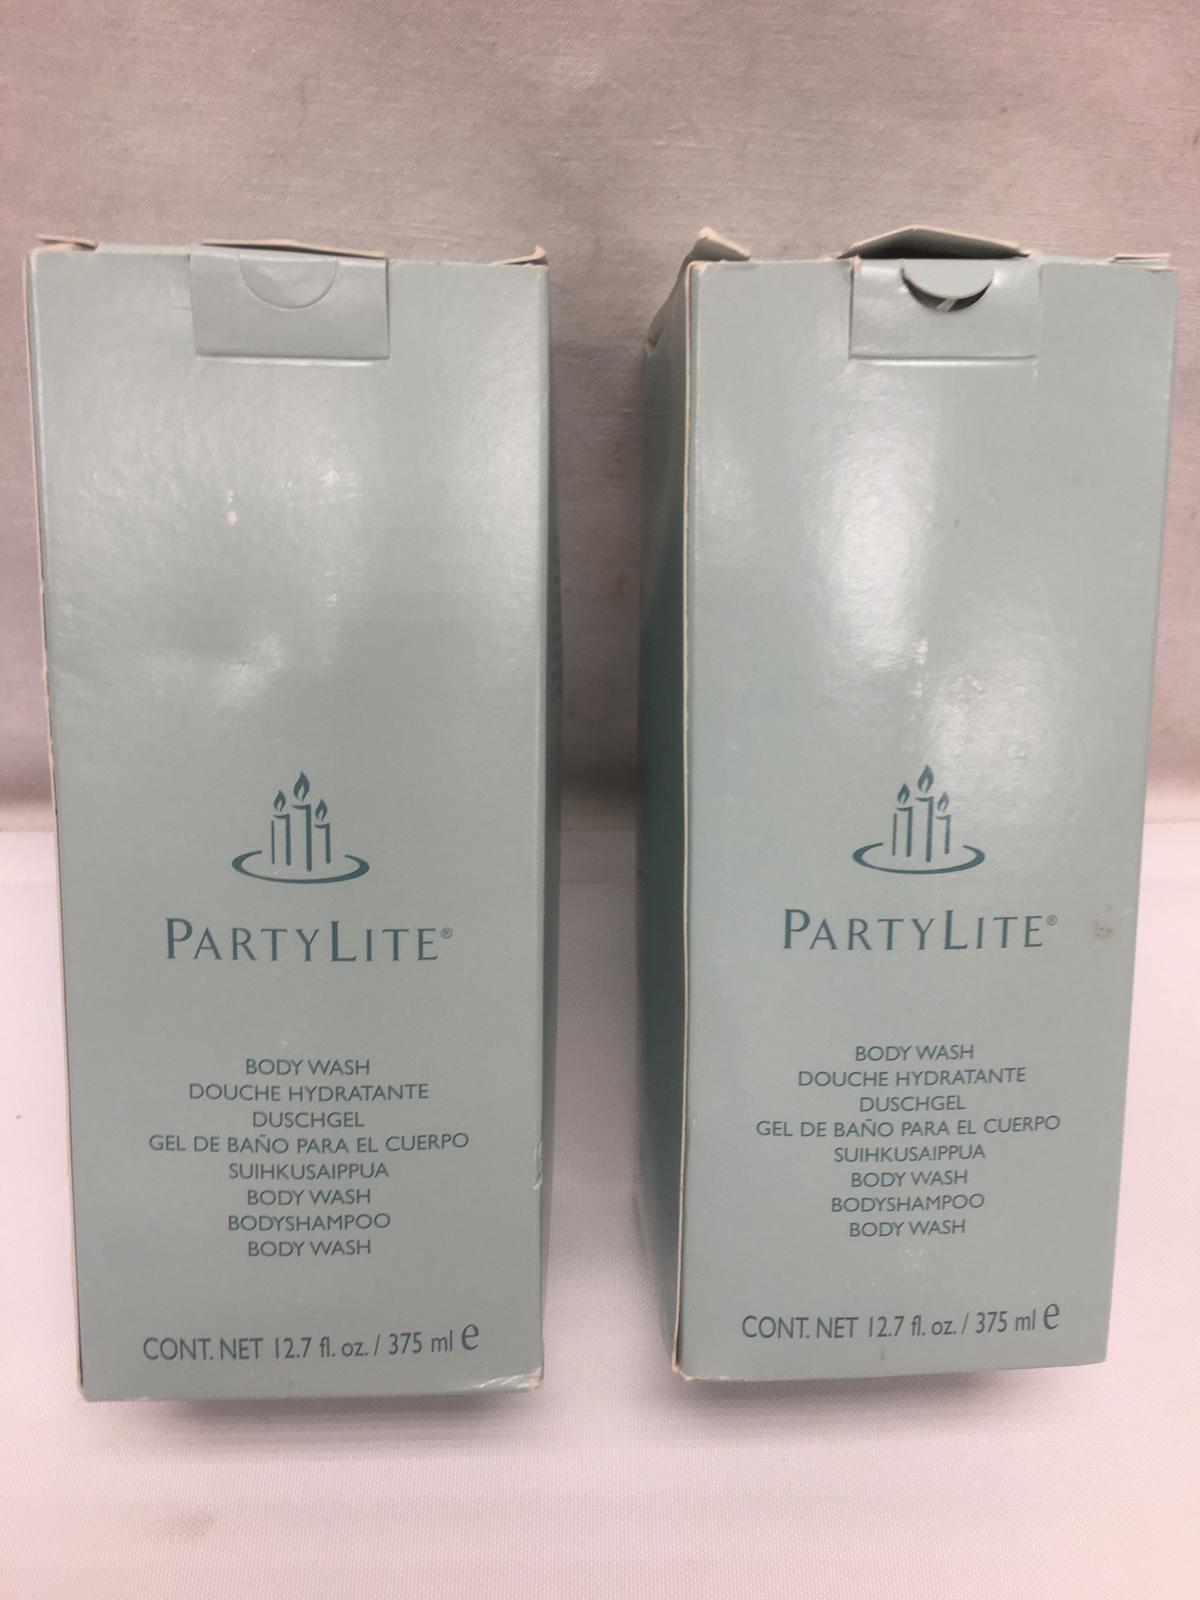 PARTYLITE®
BODY WASH
DOUCHE HYDRATANTE
DUSCHGEL
GEL DE BAÑO PARA EL CUERPO
SUIHKUSAIPPUA
BODY WASH
BODYSHAMPOO
BODY WASH
CONT. NET 12.7 fl. oz. / 375 ml e
PARTYLITE®
BODY WASH
DOUCHE HYDRATANTE
DUSCHGEL
GEL DE BAÑO PARA EL CUERPO
SUIHKUSAIPPUA
BODY WASH
BODYSHAMPOO
BODY WASH
CONT. NET 12.7 fl. oz. / 375 ml e